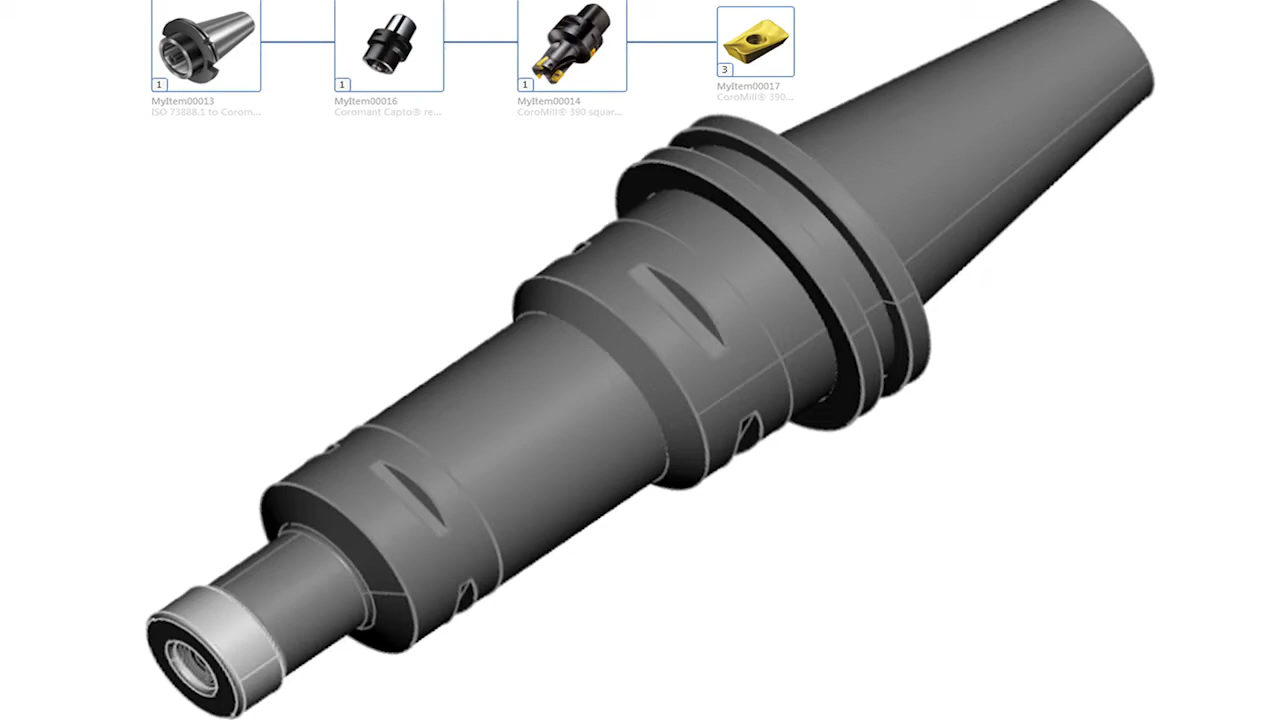 1
1
1
3
MyItem00013
MyItem00016
MyItem00014
MyItem00017
ISO 73888.1 to Corom...
Coromant Capto® re...
CoroMill® 390 squar...
CoroMill® 390...